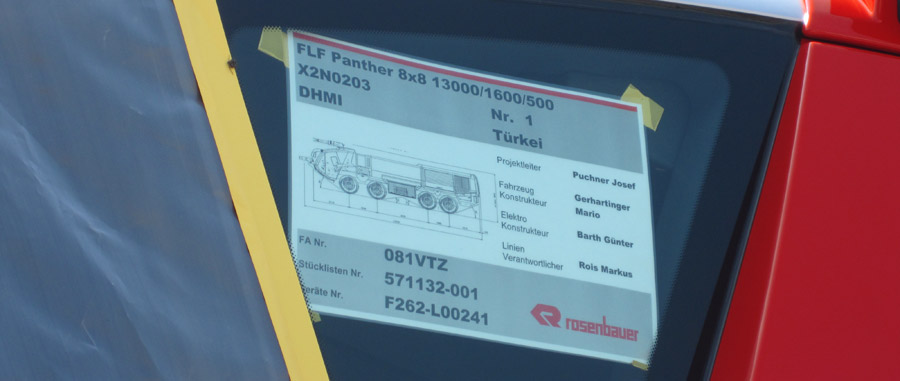 FLF Panther 8x8 13000/1600/500
X2N0203
Nr. 1
DHMI
Türkei
Projektleiter Puchner Josef
Fahrzeug Konstrukteur Gerhartinger Mario
Elektro Konstrukteur Barth Günter
Linien Verantwortlicher Rois Markus
FA Nr. 081VTZ
Stücklisten Nr. 571132-001
eräte Nr. F262-L00241
rosenbauer